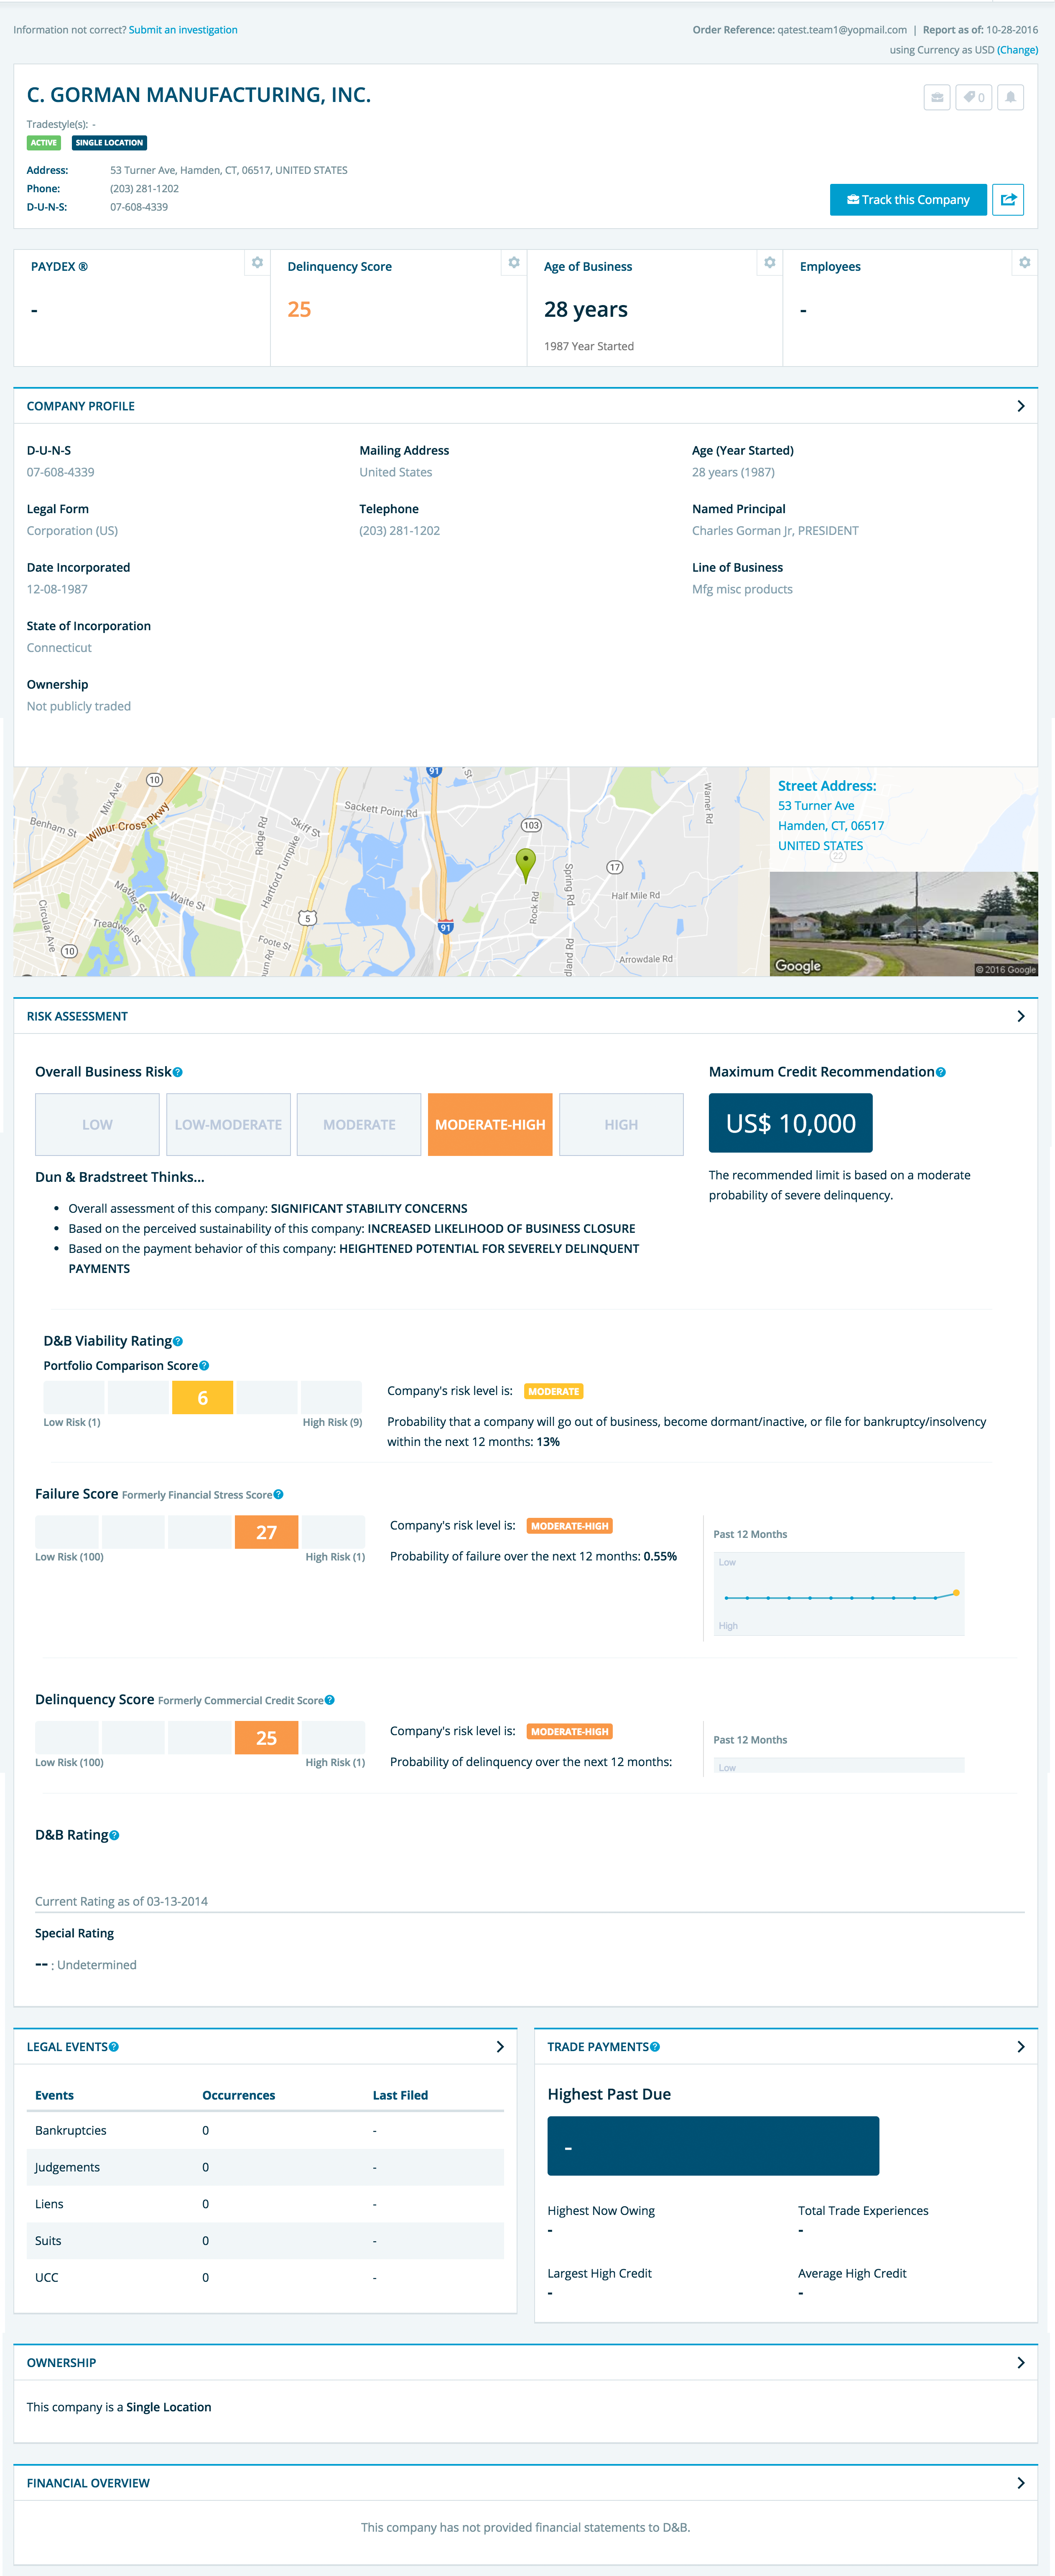 Information not correct? Submit an investigation
Order Reference: qatest.team1@yopmail.com | Report as of: 10-28-2016
using Currency as USD (Change)
C. GORMAN MANUFACTURING, INC.
0
Tradestyle(s): -
ACTIVE SINGLE LOCATION
Address: 53 Turner Ave, Hamden, CT, 06517, UNITED STATES
Phone: (203) 281-1202
D-U-N-S: 07-608-4339
Track this Company
PAYDEX ®
-
Delinquency Score
25
Age of Business
28 years
1987 Year Started
Employees
-
COMPANY PROFILE
D-U-N-S
07-608-4339
Legal Form
Corporation (US)
Date Incorporated
12-08-1987
State of Incorporation
Connecticut
Ownership
Not publicly traded
Mailing Address
United States
Telephone
(203) 281-1202
Age (Year Started)
28 years (1987)
Named Principal
Charles Gorman Jr, PRESIDENT
Line of Business
Mfg misc products
10
Mix Ave
Benham St
Wilbur Cross Pkwy
Ridge Rd
Skiff St
Hartford Turnpike
Sackett Point Rd
91
St
103
Warner Rd
17
Mather St
Waite St
Treadwell St
Circular Ave
10
5
Foote St
91
Rock Rd
Spring Rd
Half Mile Rd
Arrowdale Rd
Street Address:
53 Turner Ave
Hamden, CT, 06517
UNITED STATES
22
Google
© 2016 Google
RISK ASSESSMENT
Overall Business Risk
LOW
LOW-MODERATE
MODERATE
MODERATE-HIGH
HIGH
Maximum Credit Recommendation
US$ 10,000
The recommended limit is based on a moderate
probability of severe delinquency.
Dun & Bradstreet Thinks...
• Overall assessment of this company: SIGNIFICANT STABILITY CONCERNS
• Based on the perceived sustainability of this company: INCREASED LIKELIHOOD OF BUSINESS CLOSURE
• Based on the payment behavior of this company: HEIGHTENED POTENTIAL FOR SEVERELY DELINQUENT
PAYMENTS
D&B Viability Rating
Portfolio Comparison Score
6
Low Risk (1)
High Risk (9)
Company's risk level is: MODERATE
Probability that a company will go out of business, become dormant/inactive, or file for bankruptcy/insolvency
within the next 12 months: 13%
Failure Score Formerly Financial Stress Score
27
Low Risk (100)
High Risk (1)
Company's risk level is: MODERATE-HIGH
Probability of failure over the next 12 months: 0.55%
Past 12 Months
Low
High
Delinquency Score Formerly Commercial Credit Score
25
Low Risk (100)
High Risk (1)
Company's risk level is: MODERATE-HIGH
Probability of delinquency over the next 12 months:
Past 12 Months
Low
D&B Rating
Current Rating as of 03-13-2014
Special Rating
-- : Undetermined
LEGAL EVENTS
Events Occurrences Last Filed
Bankruptcies 0 -
Judgements 0 -
Liens 0 -
Suits 0 -
UCC 0 -
TRADE PAYMENTS
Highest Past Due
-
Highest Now Owing
-
Total Trade Experiences
-
Largest High Credit
-
Average High Credit
-
OWNERSHIP
This company is a Single Location
FINANCIAL OVERVIEW
This company has not provided financial statements to D&B.